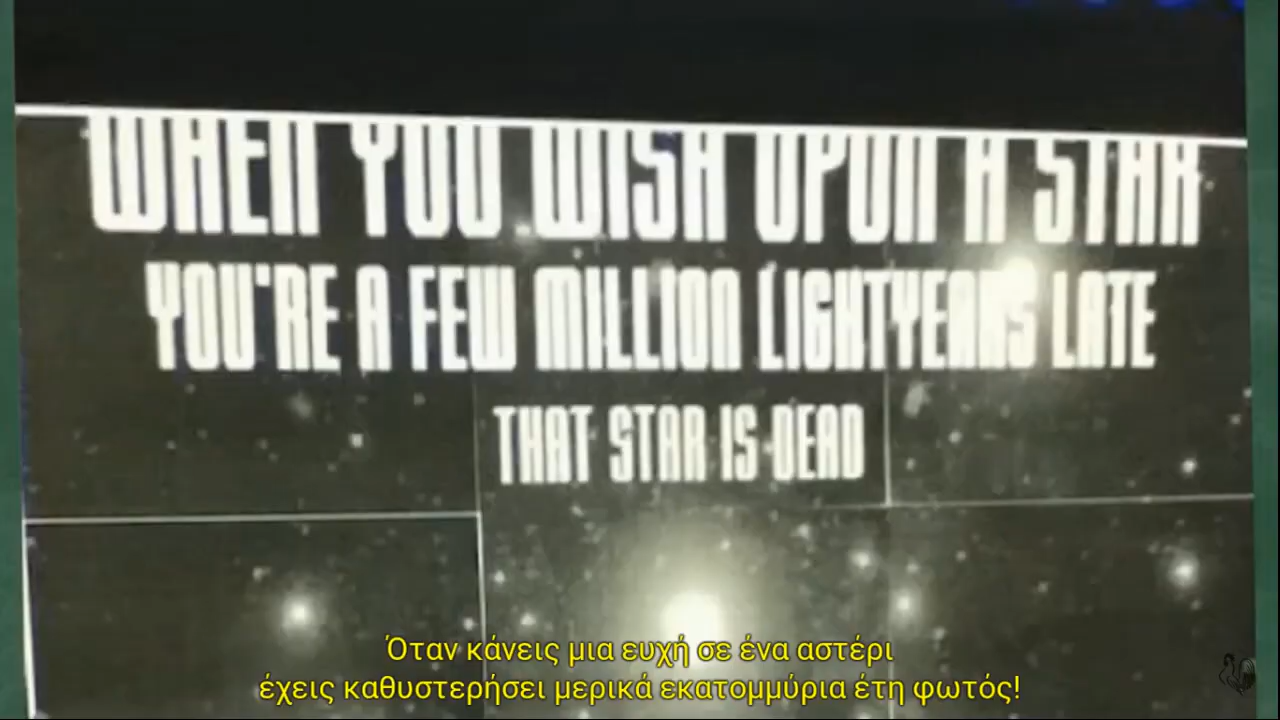 WHEN YOU WISH UPON A STAR
YOU'RE A FEW MILLION LIGHTYEARS LATE
THAT STAR IS DEAD
Όταν κάνεις μια ευχή σε ένα αστέρι
έχεις καθυστερήσει μερικά εκατομμύρια έτη φωτός!